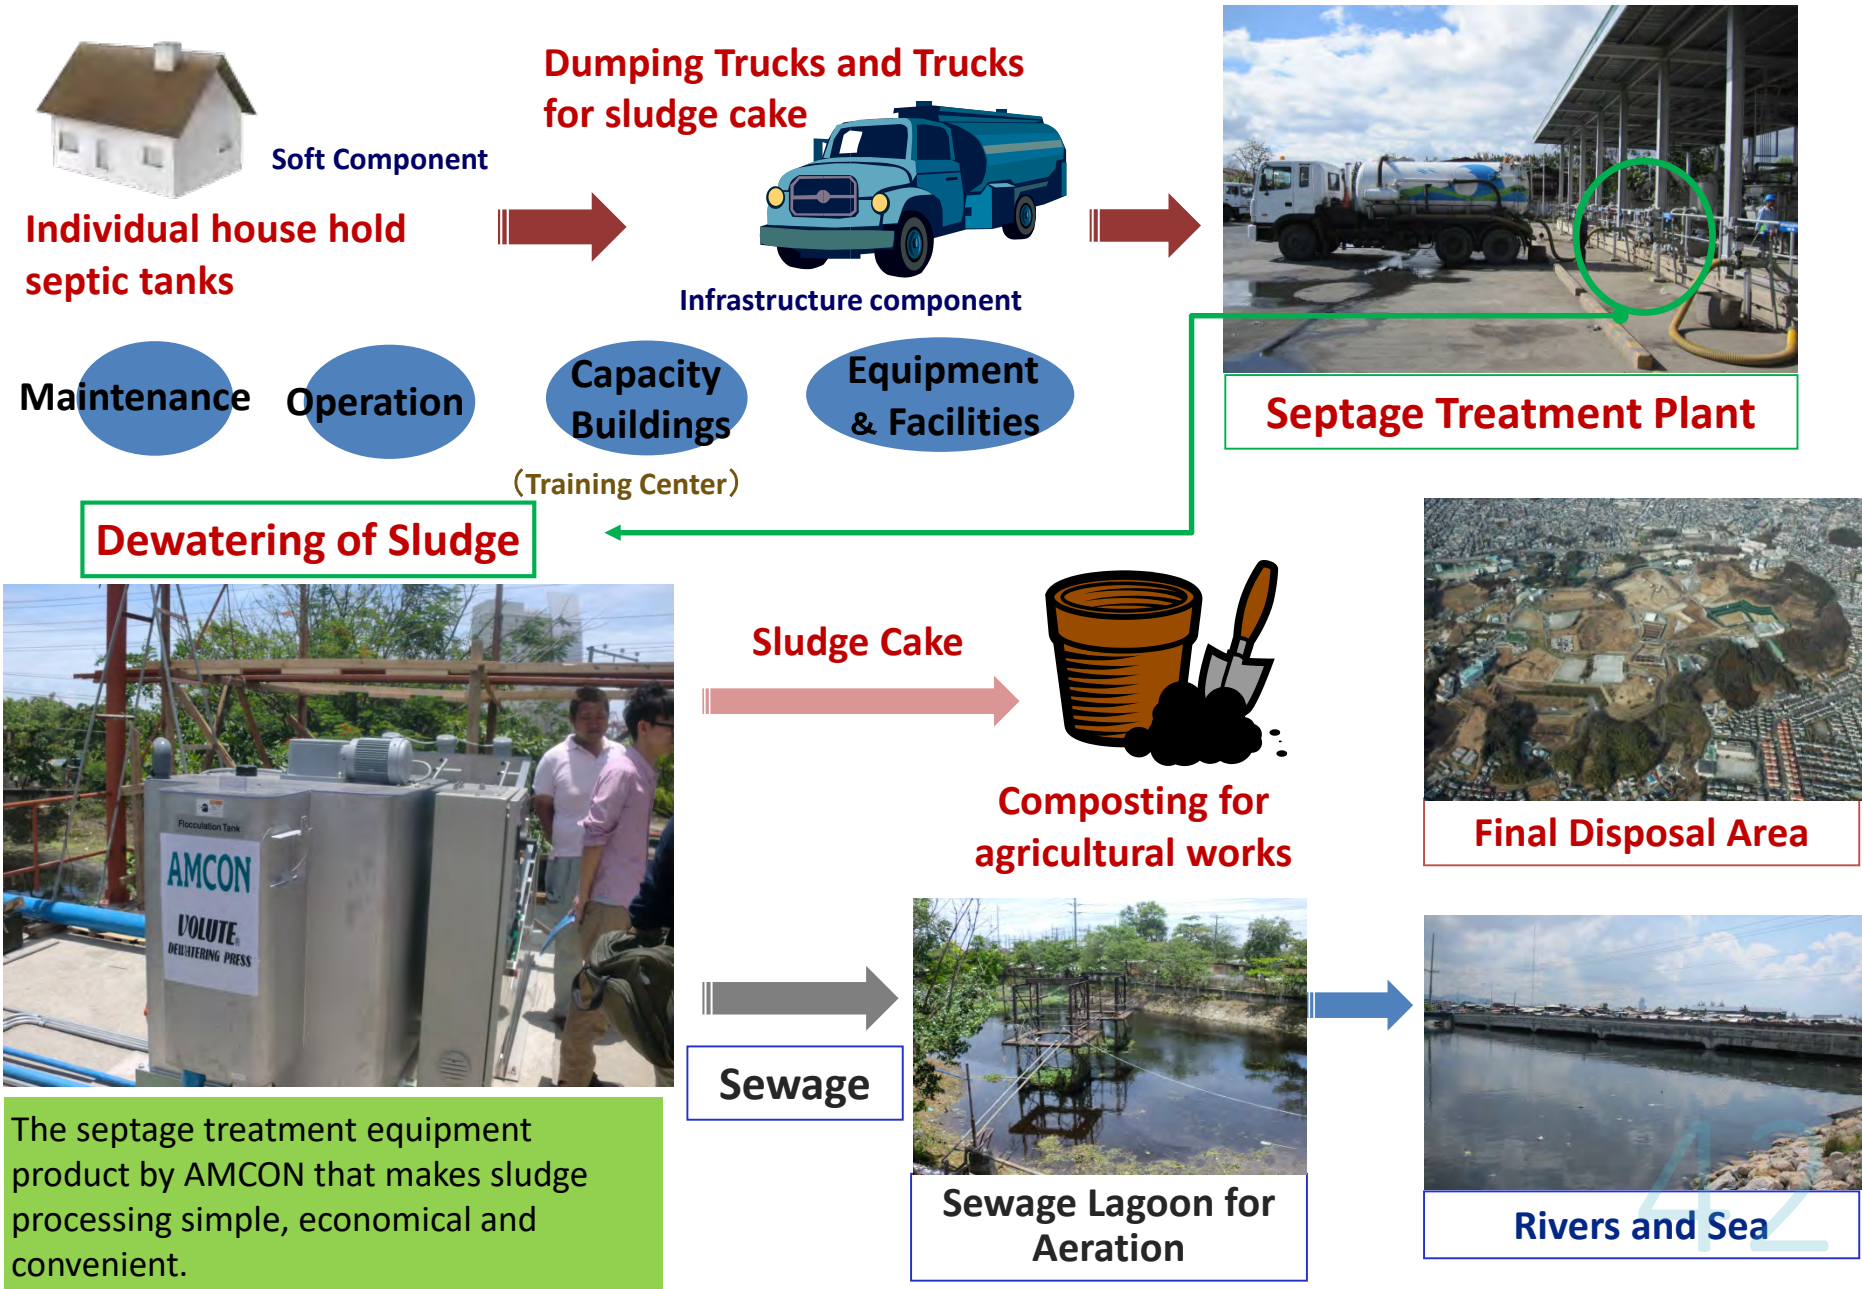 Dumping Trucks and Trucks
for sludge cake
Soft Component
Individual house hold
septic tanks
Infrastructure component
Maintenance
Operation
Capacity
Buildings
Equipment
& Facilities
（Training Center）
Septage Treatment Plant
Dewatering of Sludge
Sludge Cake
Composting for
agricultural works
Final Disposal Area
Flocculation Tank
AMCON
VOLUTE®
DEWATERING PRESS
Sewage
The septage treatment equipment
product by AMCON that makes sludge
processing simple, economical and
convenient.
Sewage Lagoon for
Aeration
Rivers and Sea
42